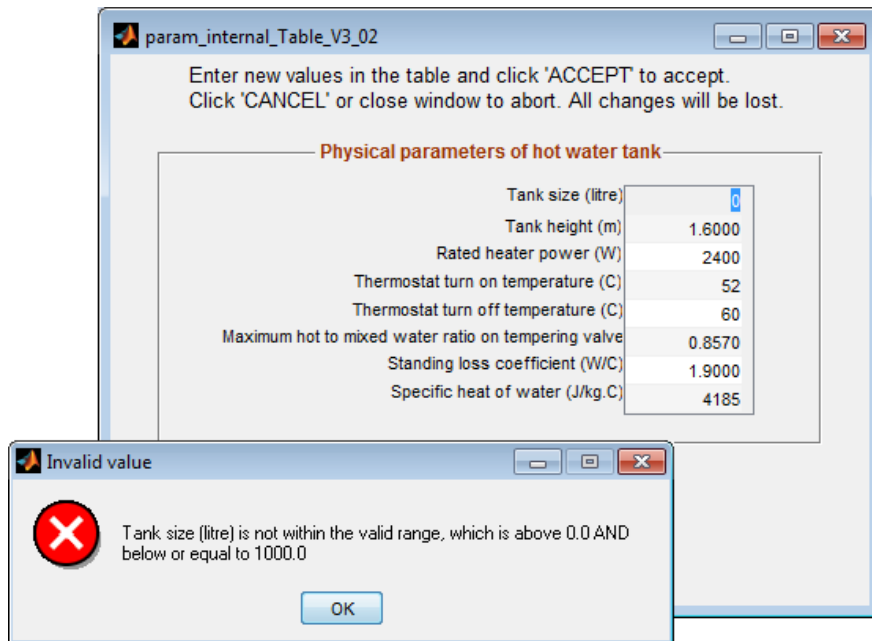 param_internal_Table_V3_02
Enter new values in the table and click 'ACCEPT' to accept.
Click 'CANCEL' or close window to abort. All changes will be lost.
Physical parameters of hot water tank
Tank size (litre) 0
Tank height (m) 1.6000
Rated heater power (W) 2400
Thermostat turn on temperature (C) 52
Thermostat turn off temperature (C) 60
Maximum hot to mixed water ratio on tempering valve 0.8570
Standing loss coefficient (W/C) 1.9000
Specific heat of water (J/kg.C) 4185
Invalid value
Tank size (litre) is not within the valid range, which is above 0.0 AND
below or equal to 1000.0
OK